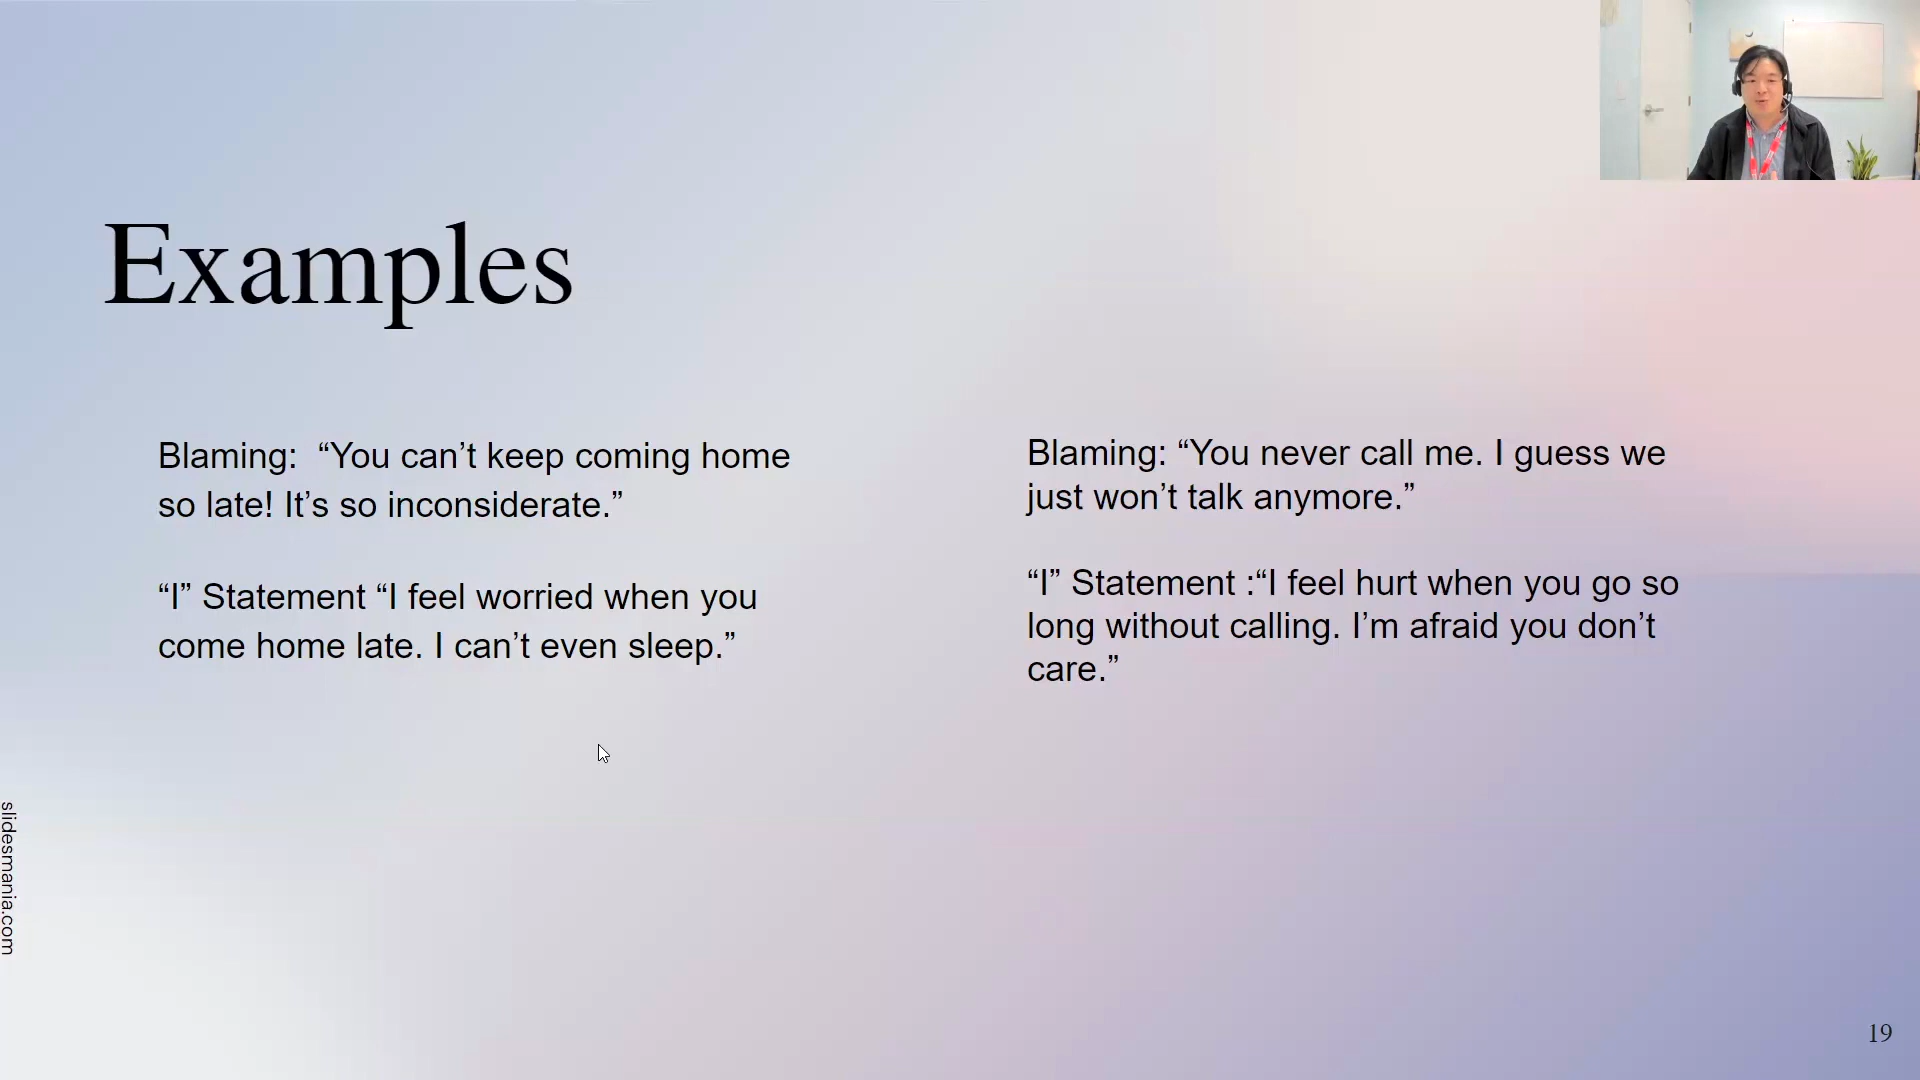 Examples
Blaming:  “You can’t keep coming home
so late! It’s so inconsiderate.”
“I” Statement “I feel worried when you
come home late. I can’t even sleep.”
Blaming: “You never call me. I guess we
just won’t talk anymore.”
“I” Statement :“I feel hurt when you go so
long without calling. I’m afraid you don’t
care.”
slidesmania.com
19